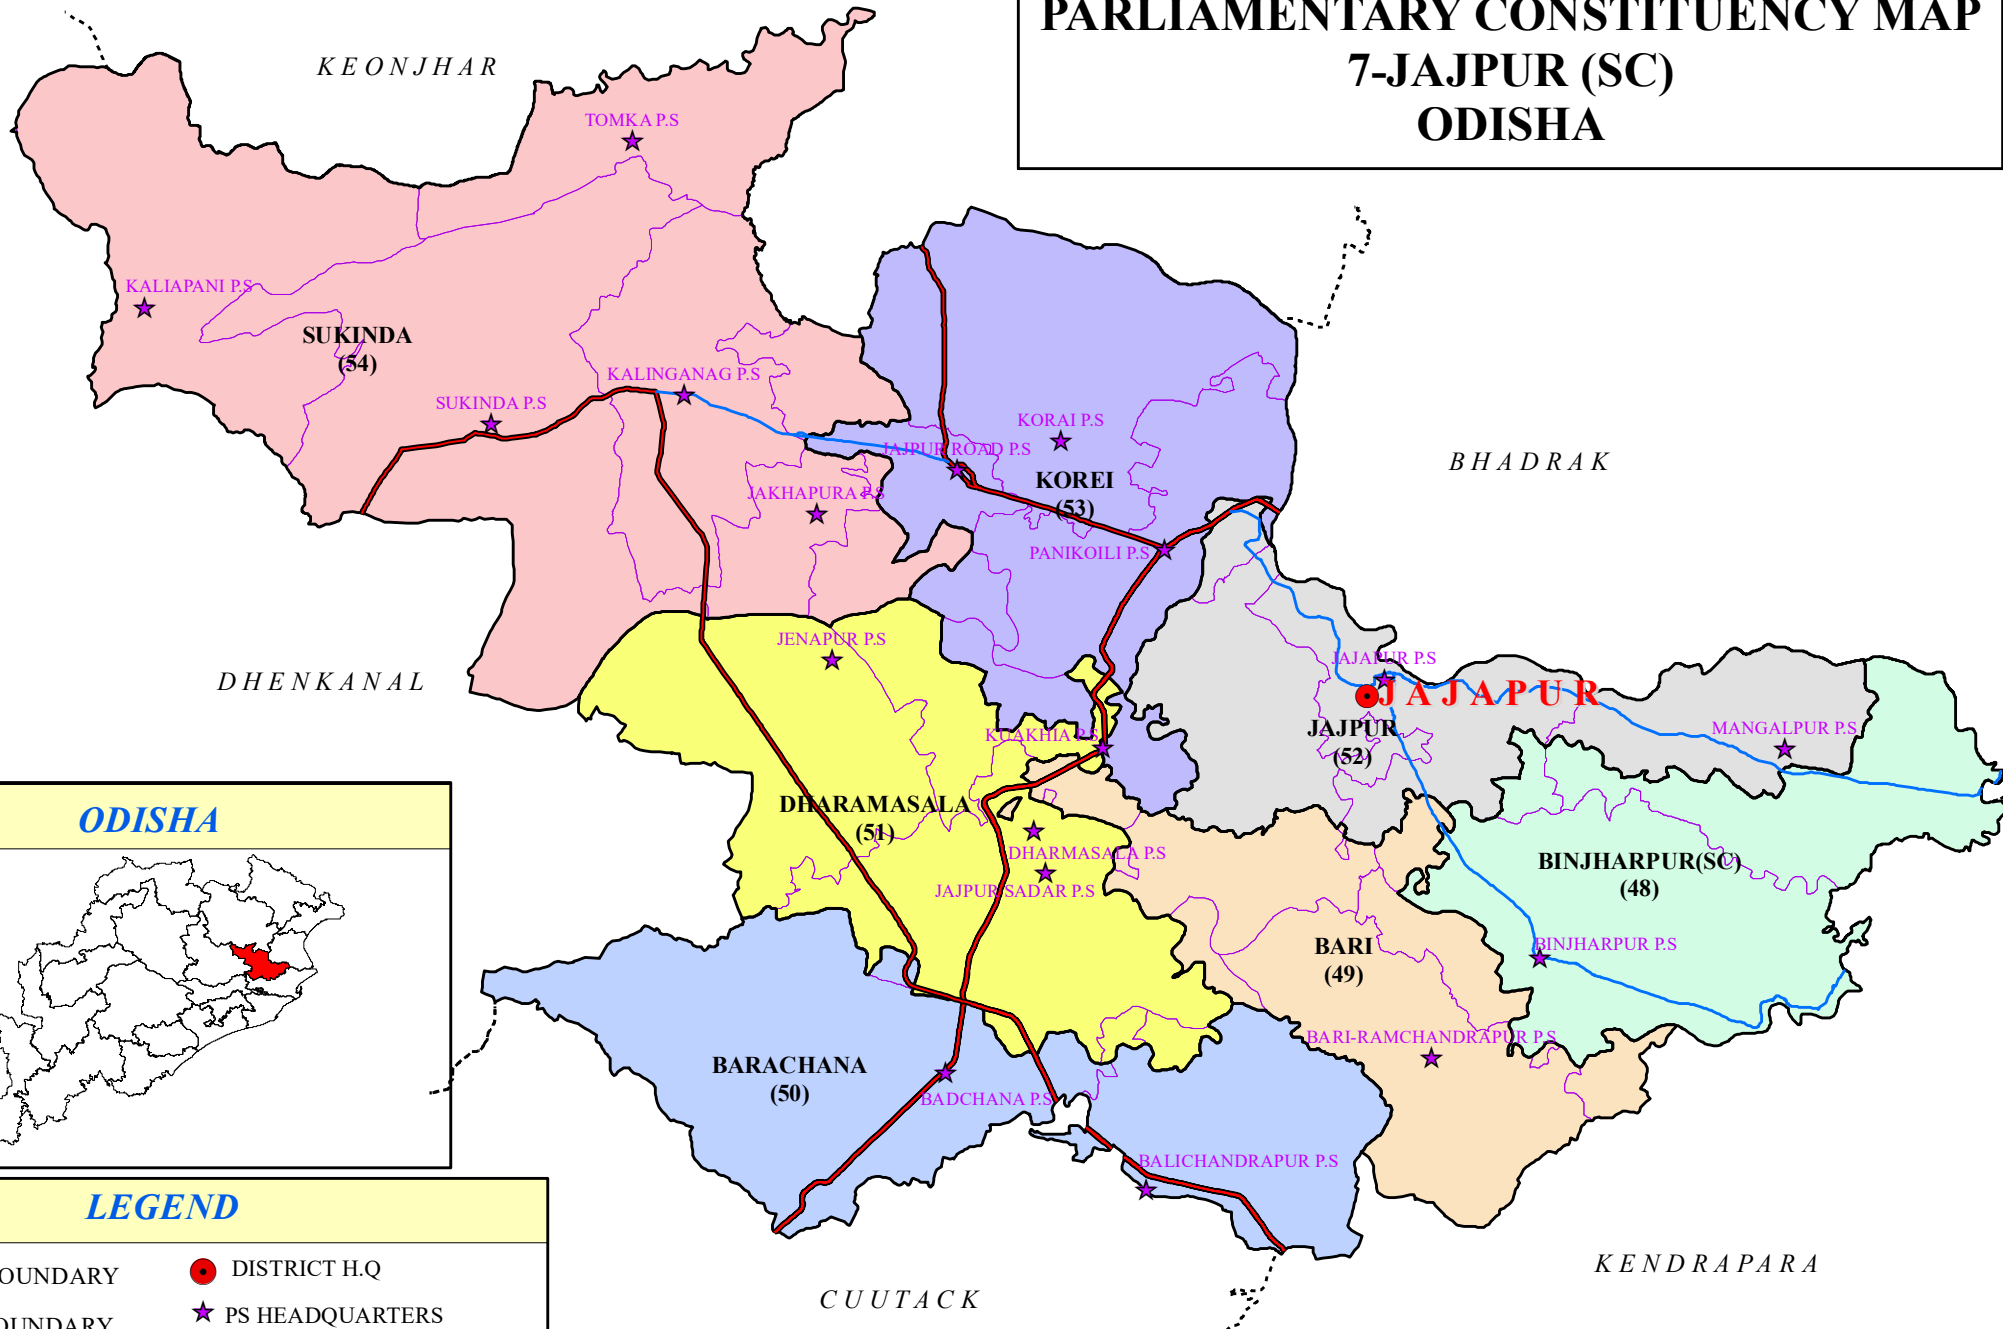 PARLIAMENTARY CONSTITUENCY MAP
7-JAJPUR (SC)
ODISHA
KEONJHAR
TOMKA P.S
KALIAPANI P.S
SUKINDA
(54)
KALINGANAG P.S
SUKINDA P.S
KORAI P.S
JAJPUR ROAD P.S
KOREI
(53)
BHADRAK
JAKHAPURA P.S
PANIKOILI P.S
JENAPUR P.S
DHENKANAL
JAJAPUR P.S
JAJAPUR
JAJPUR
(52)
MANGALPUR P.S
KUAKHIA P.S
DHARAMASALA
(51)
DHARMASALA P.S
JAJPUR SADAR P.S
BINJHARPUR(SC)
(48)
BARI
(49)
BINJHARPUR P.S
BARI-RAMCHANDRAPUR P.S
BARACHANA
(50)
BADCHANA P.S
BALICHANDRAPUR P.S
KENDRAPARA
CUUTACK
ODISHA
LEGEND
DISTRICT H.Q
PS HEADQUARTERS